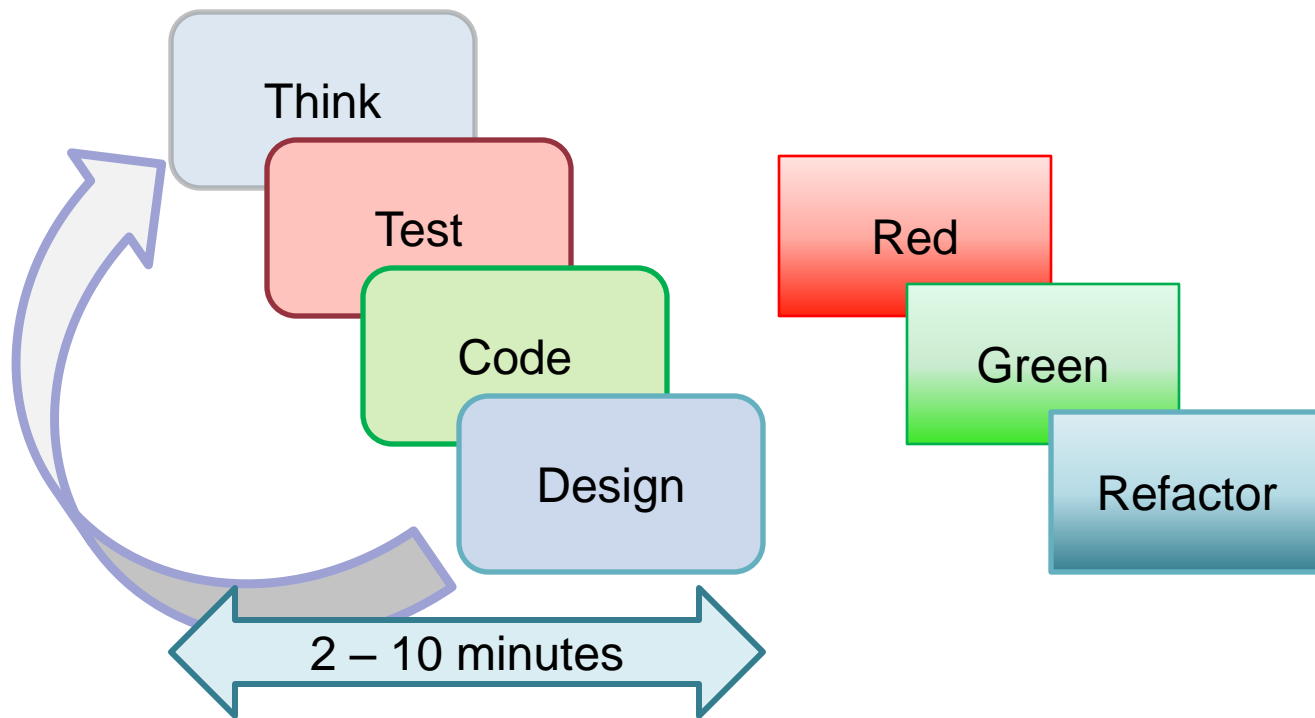 Think
Test
Code
Design
2 – 10 minutes
Red
Green
Refactor